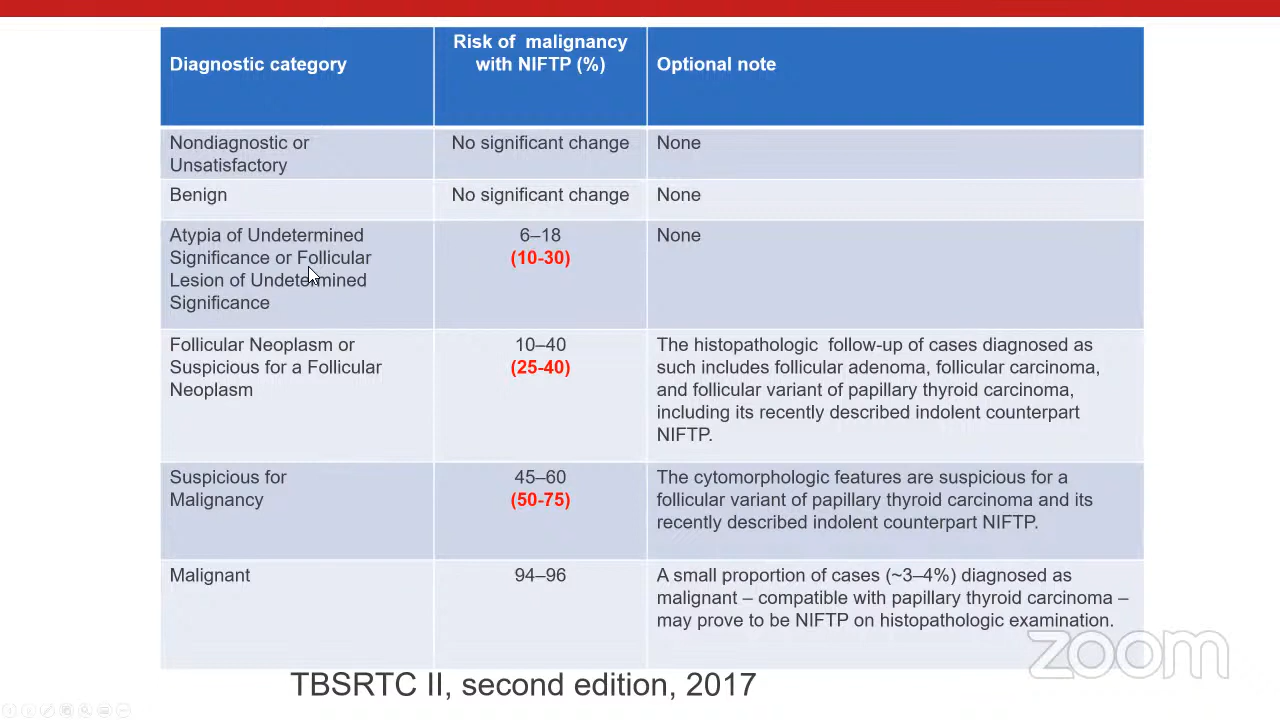 Diagnostic category
Risk of malignancy
with NIFTP (%)
Optional note
Nondiagnostic or
Unsatisfactory
No significant change
None
Benign
No significant change
None
Atypia of Undetermined
Significance or Follicular
Lesion of Undetermined
Significance
6–18
(10-30)
None
Follicular Neoplasm or
Suspicious for a Follicular
Neoplasm
10–40
(25-40)
The histopathologic follow-up of cases diagnosed as
such includes follicular adenoma, follicular carcinoma,
and follicular variant of papillary thyroid carcinoma,
including its recently described indolent counterpart
NIFTP.
Suspicious for
Malignancy
45–60
(50-75)
The cytomorphologic features are suspicious for a
follicular variant of papillary thyroid carcinoma and its
recently described indolent counterpart NIFTP.
Malignant
94–96
A small proportion of cases (~3–4%) diagnosed as
malignant – compatible with papillary thyroid carcinoma –
may prove to be NIFTP on histopathologic examination.
zoom
TBSRTC II, second edition, 2017